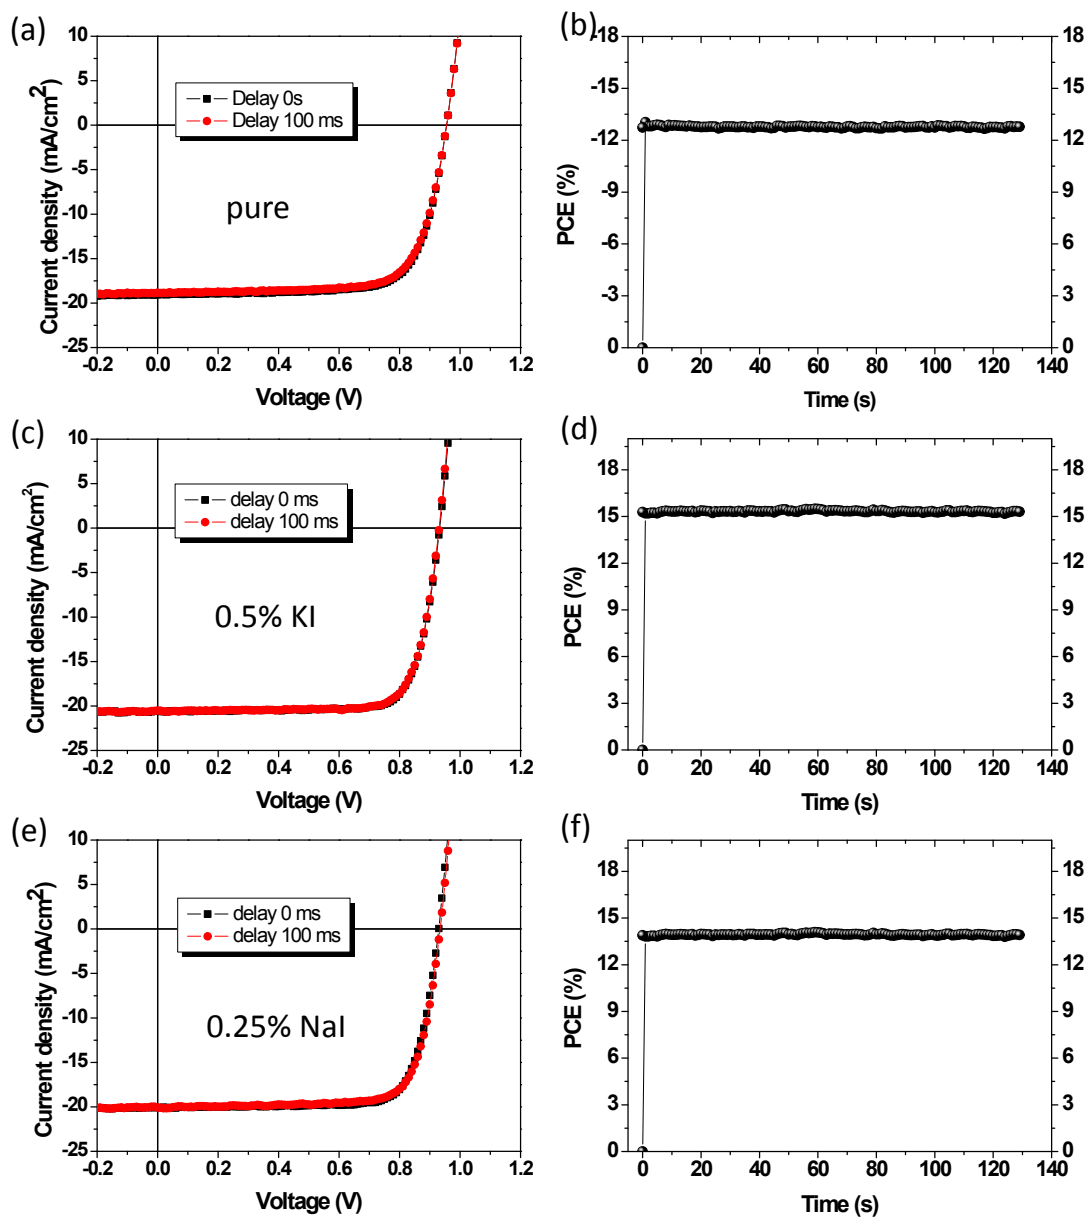 (a)
10
5
0
-5
-10
-15
-20
-25
Current density (mA/cm2)
Delay 0s
Delay 100 ms
pure
-0.2 0.0 0.2 0.4 0.6 0.8 1.0 1.2
Voltage (V)
(b)
-18 18
-15 15
-12 12
-9 9
-6 6
-3 3
0 0
PCE (%)
0 20 40 60 80 100 120 140
Time (s)
(c)
10
5
0
-5
-10
-15
-20
-25
Current density (mA/cm²)
delay 0 ms
delay 100 ms
0.5% KI
-0.2 0.0 0.2 0.4 0.6 0.8 1.0 1.2
Voltage (V)
(d)
18 18
15 15
12 12
9 9
6 6
3 3
0 0
PCE (%)
0 20 40 60 80 100 120 140
Time (s)
(e)
10
5
0
-5
-10
-15
-20
-25
Current density (mA/cm2)
delay 0 ms
delay 100 ms
0.25% NaI
-0.2 0.0 0.2 0.4 0.6 0.8 1.0 1.2
Voltage (V)
(f)
18 18
15 15
12 12
9 9
6 6
3 3
0 0
PCE (%)
0 20 40 60 80 100 120 140
Time (s)